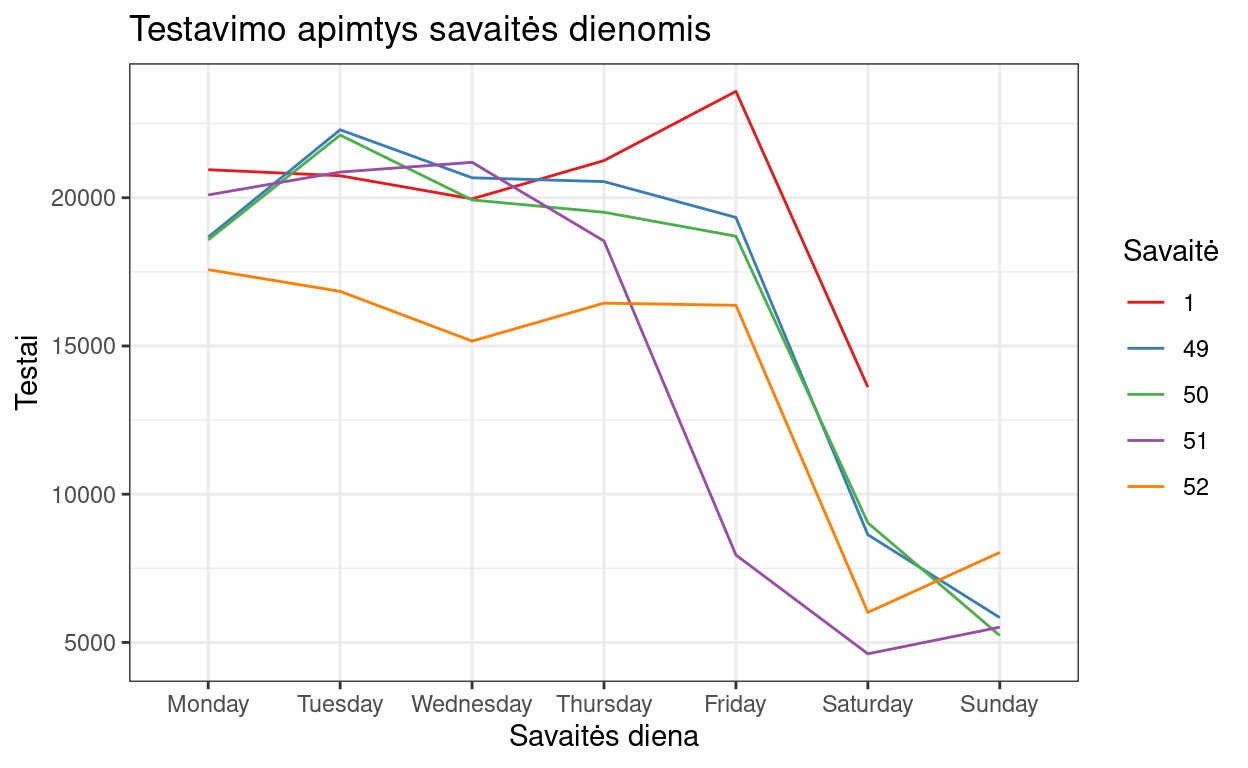 Testavimo apimtys savaitės dienomis
Testai
20000
15000
10000
5000
Monday Tuesday Wednesday Thursday Friday Saturday Sunday
Savaitės diena
Savaitė
1
49
50
51
52